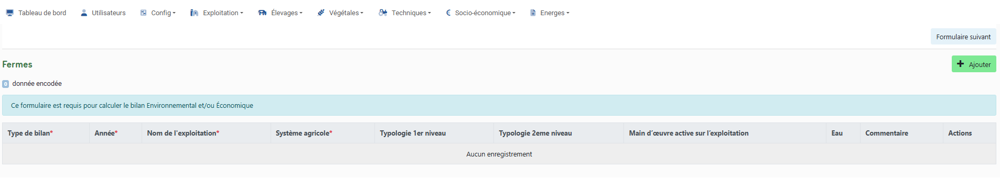 Tableau de bord Utilisateurs Config Exploitation Élevages Végétales Techniques Socio-économique Energes
Formulaire suivant
Fermes Ajouter
0 donnée encodée
Ce formulaire est requis pour calculer le bilan Environnemental et/ou Économique
Type de bilan* Année* Nom de l'exploitation* Système agricole* Typologie 1er niveau Typologie 2eme niveau Main d’œuvre active sur l’exploitation Eau Commentaire Actions
Aucun enregistrement